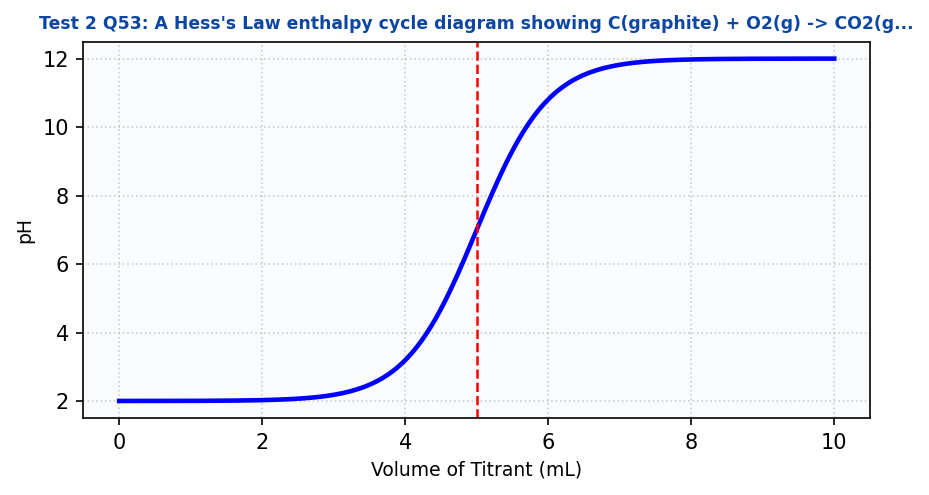 Test 2 Q53: A Hess's Law enthalpy cycle diagram showing C(graphite) + O2(g) -> CO2(g...
12
10
8
6
4
2
pH
0 2 4 6 8 10
Volume of Titrant (mL)